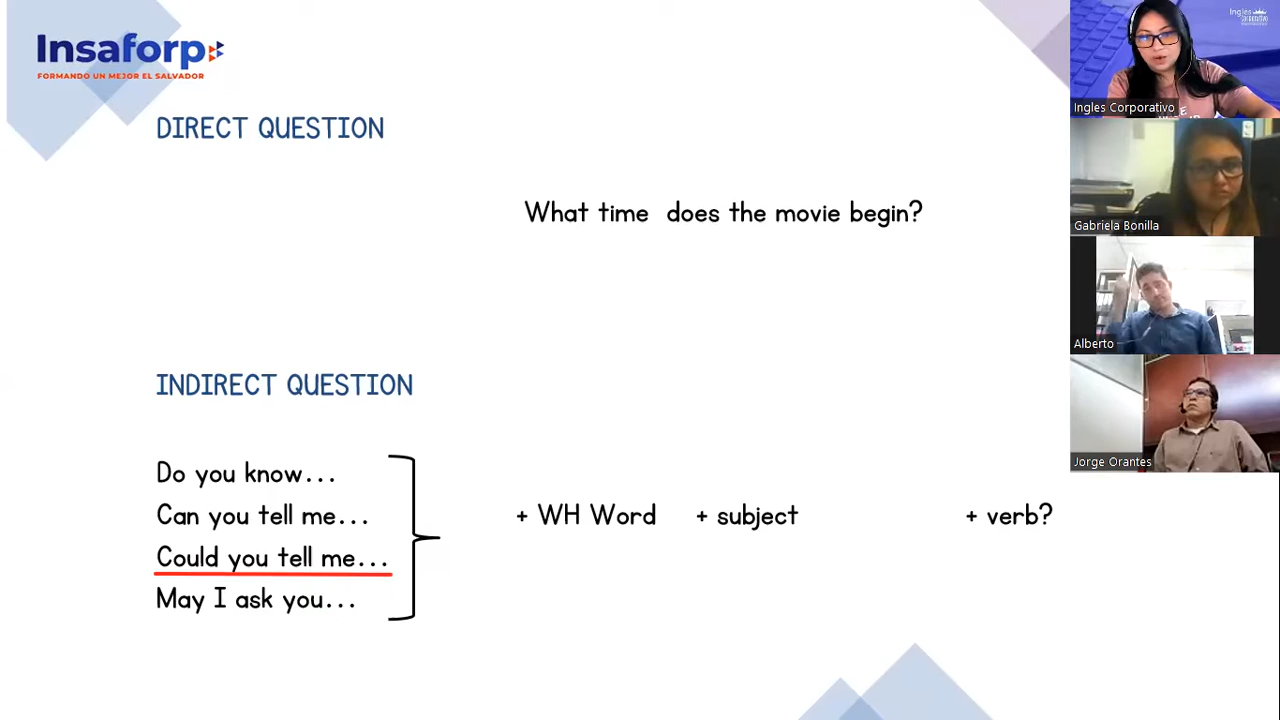 Insaforp
FORMANDO UN MEJOR EL SALVADOR
DIRECT QUESTION
What time does the movie begin?
INDIRECT QUESTION
Do you know...
Can you tell me...
Could you tell me...
May I ask you...
+ WH Word + subject + verb?
Ingles
Ingles Corporativo
Gabriela Bonilla
Alberto
Jorge Orantes